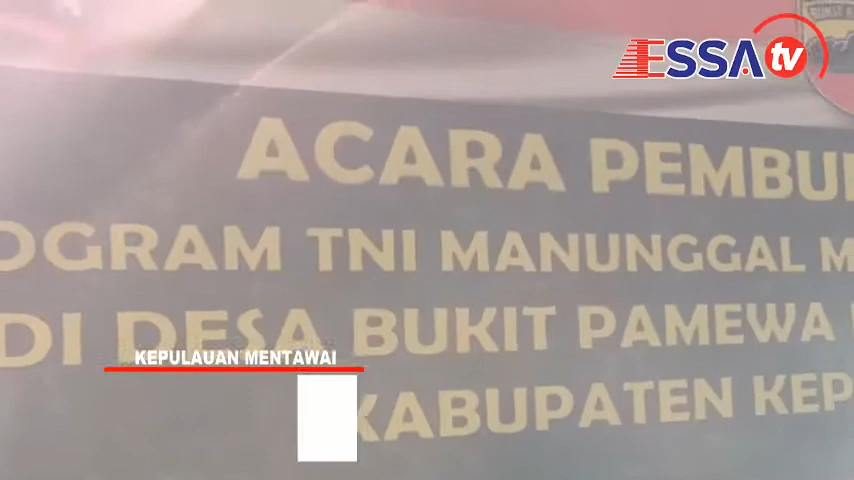 ESSA tv
ACARA PEMBU
OGRAM TNI MANUNGGAL M
DI DESA BUKIT PAMEWA
KEPULAUAN MENTAWAI
KABUPATEN KEP